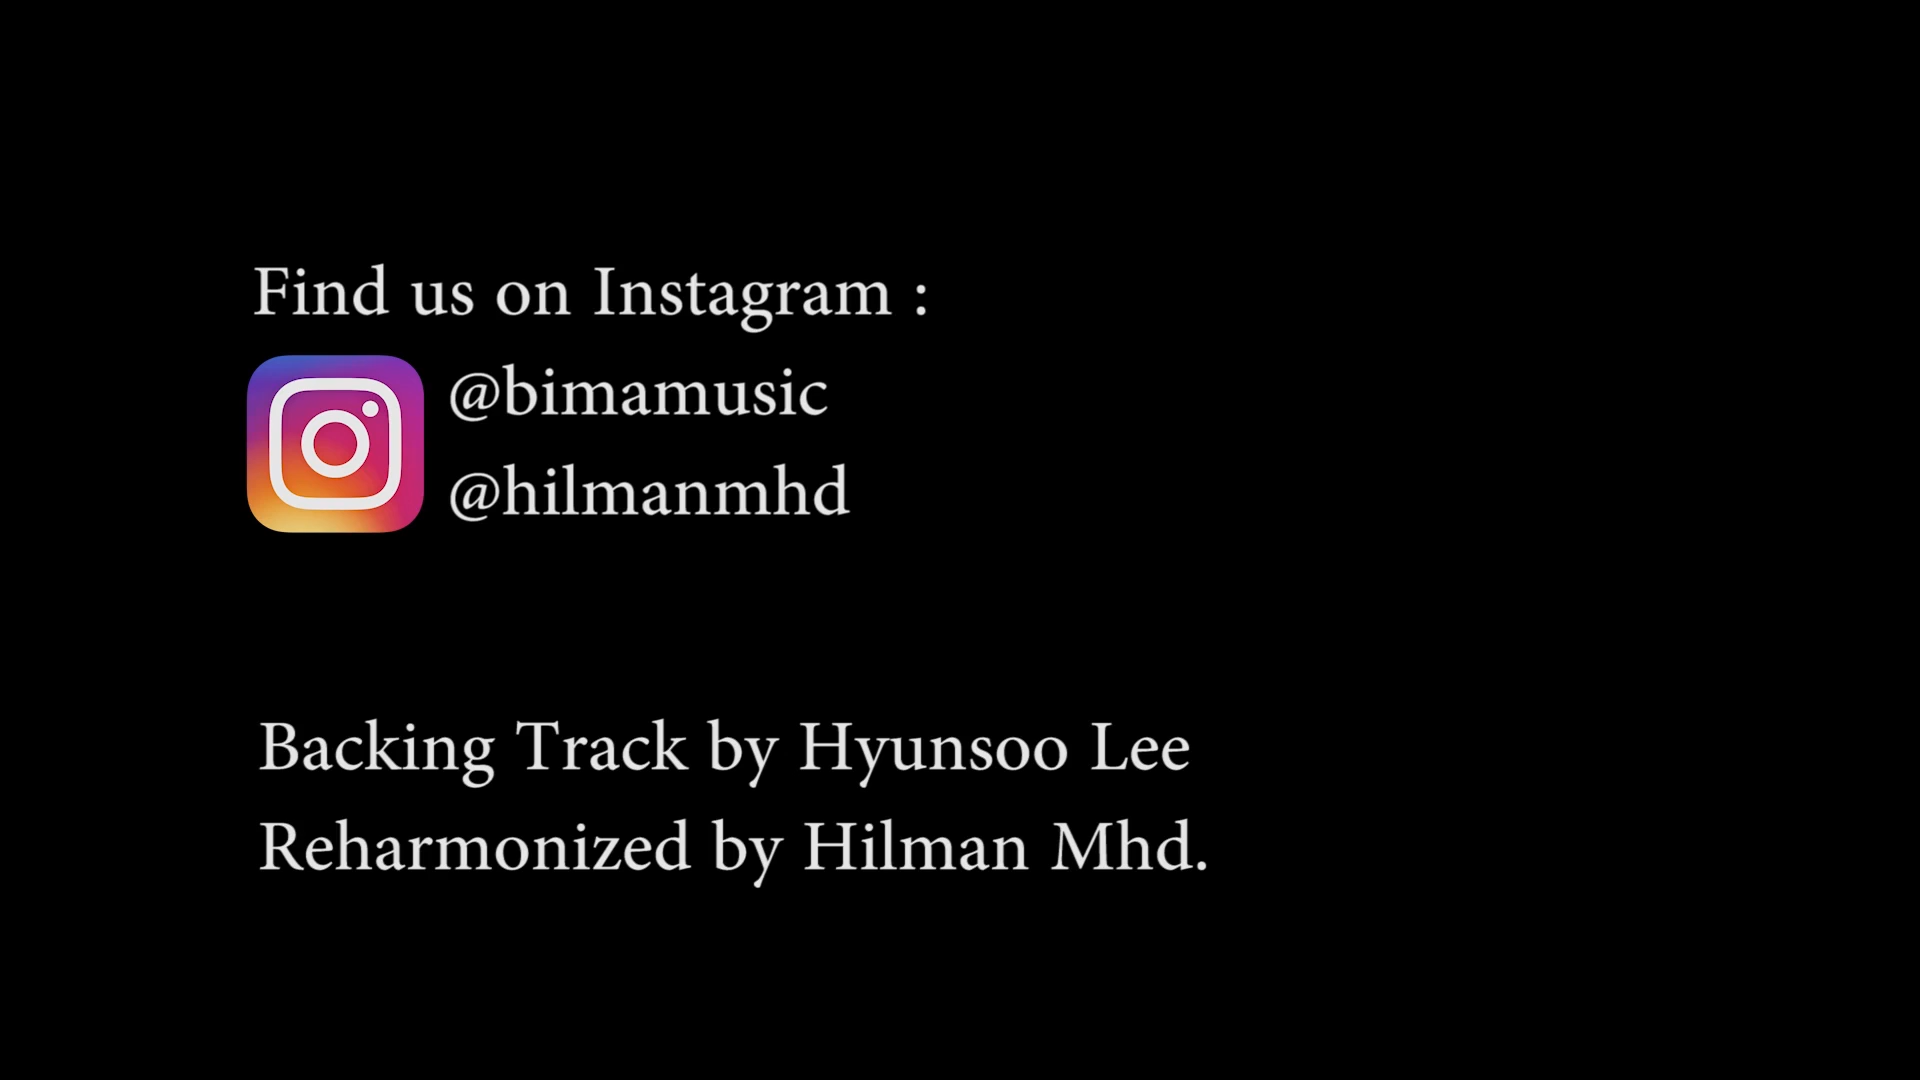 Find us on Instagram :
@bimamusic
@hilmanmhd
Backing Track by Hyunsoo Lee
Reharmonized by Hilman Mhd.